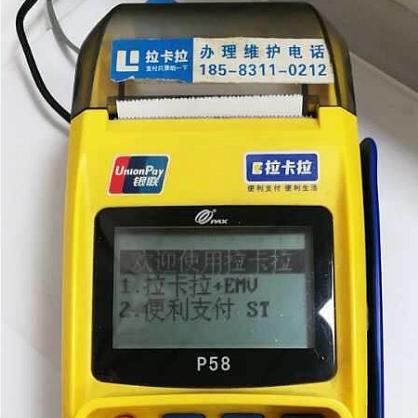 拉卡拉
支付只要拍一下
办理维护电话
185-8311-0212
UnionPay
银联
拉卡拉
便利支付 便利生活
PAX
欢迎使用拉卡拉
1.拉卡拉+EMV
2.便利支付 ST
P58